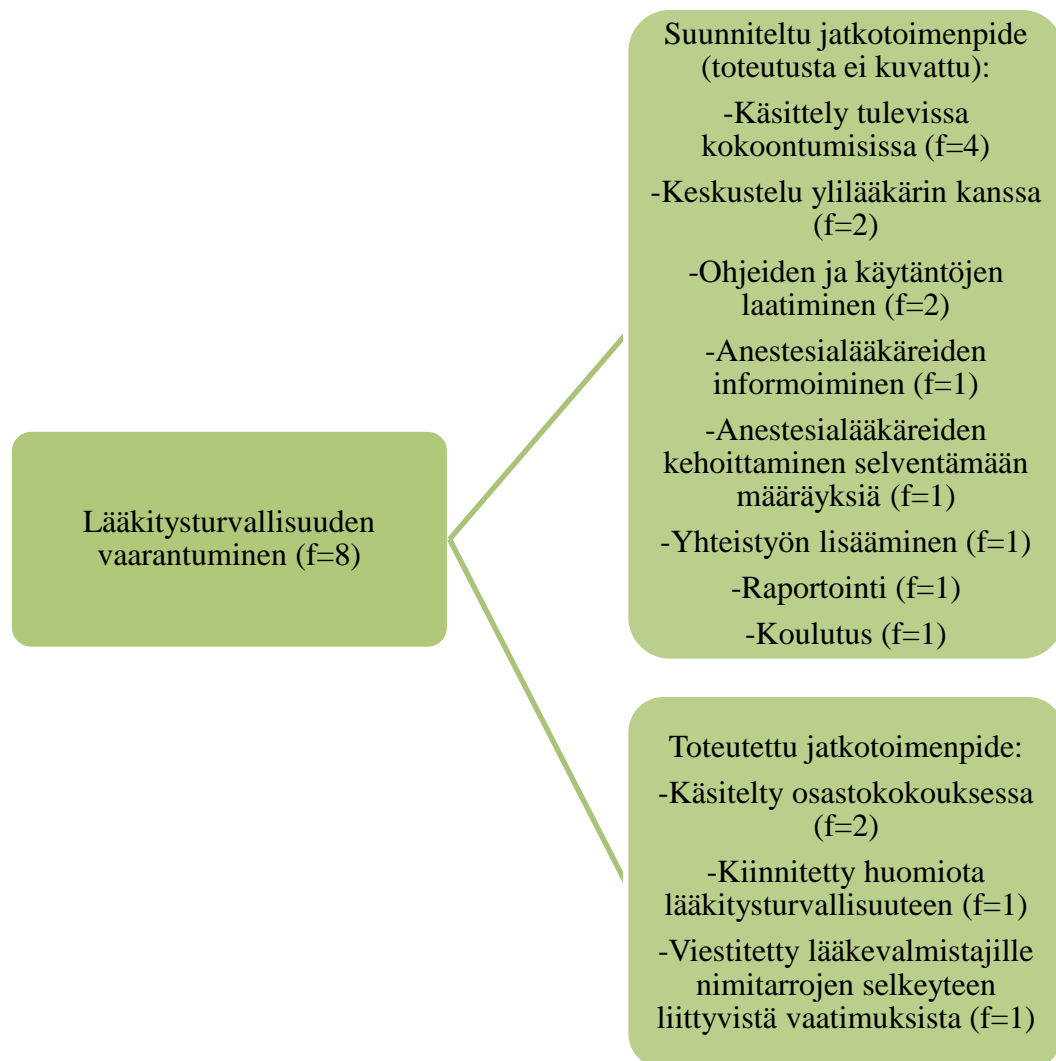 Lääkitysturvallisuuden
vaarantuminen (f=8)
Suunniteltu jatkotoimenpide
(toteutusta ei kuvattu):
-Käsittely tulevissa
kokoontumisissa (f=4)
-Keskustelu ylilääkärin kanssa
(f=2)
-Ohjeiden ja käytäntöjen
laatiminen (f=2)
-Anestesialääkäreiden
informoiminen (f=1)
-Anestesialääkäreiden
kehoittaminen selventämään
määräyksiä (f=1)
-Yhteistyön lisääminen (f=1)
-Raportointi (f=1)
-Koulutus (f=1)
Toteutettu jatkotoimenpide:
-Käsitelty osastokokouksessa
(f=2)
-Kiinnitetty huomiota
lääkitysturvallisuuteen (f=1)
-Viestitetty lääkevalmistajille
nimitarrojen selkeyteen
liittyvistä vaatimuksista (f=1)